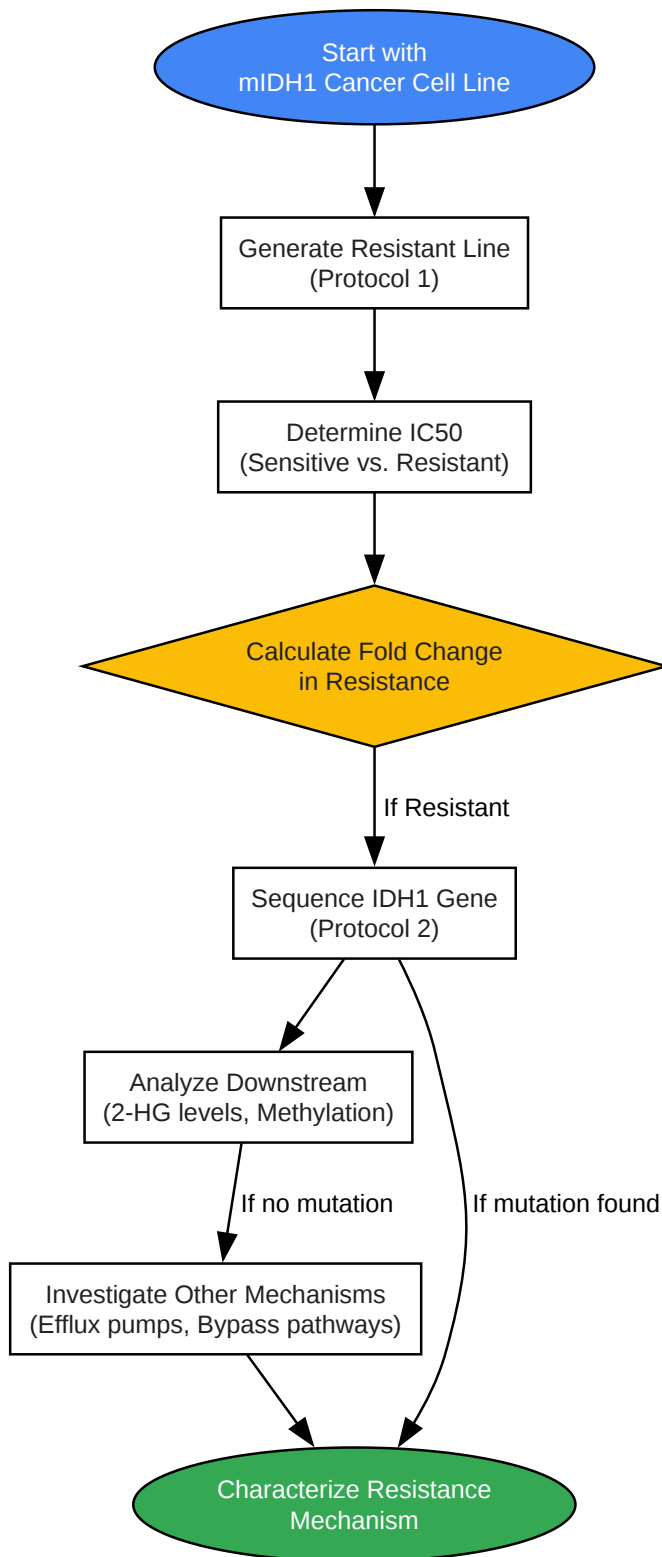 Start with
mIDH1 Cancer Cell Line
Generate Resistant Line
(Protocol 1)
Determine IC50
(Sensitive vs. Resistant)
Calculate Fold Change
in Resistance
If Resistant
Sequence IDH1 Gene
(Protocol 2)
Analyze Downstream
(2-HG levels, Methylation)
If no mutation
If mutation found
Investigate Other Mechanisms
(Efflux pumps, Bypass pathways)
Characterize Resistance
Mechanism